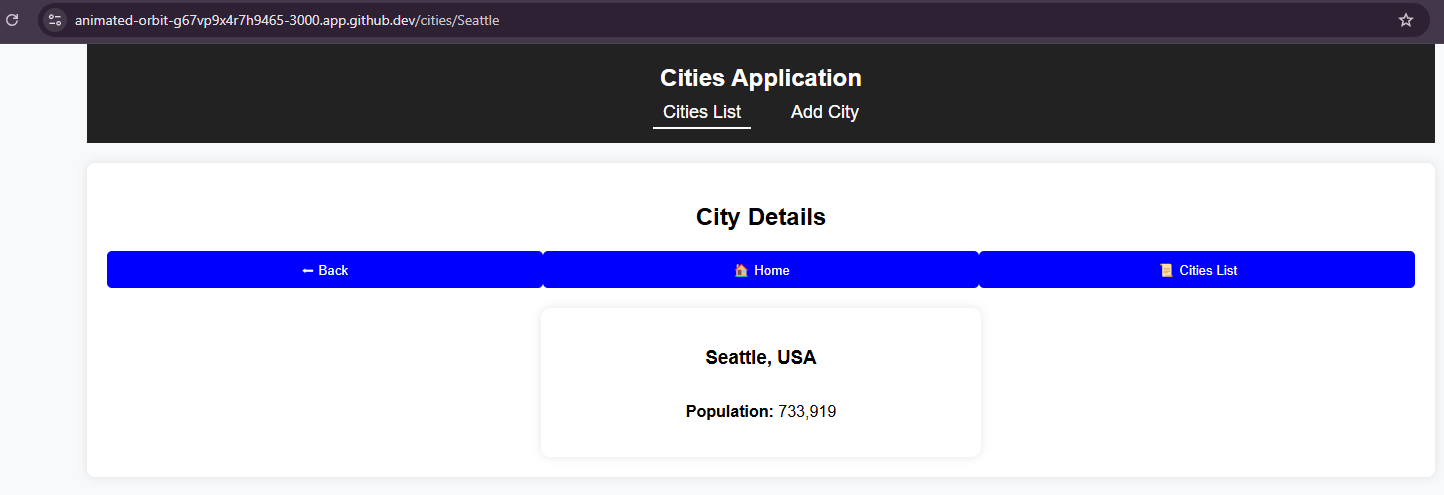 animated-orbit-g67vp9x4r7h9465-3000.app.github.dev/cities/Seattle
Cities Application
Cities List Add City
City Details
⬅ Back 🏠 Home 📜 Cities List
Seattle, USA
Population: 733,919